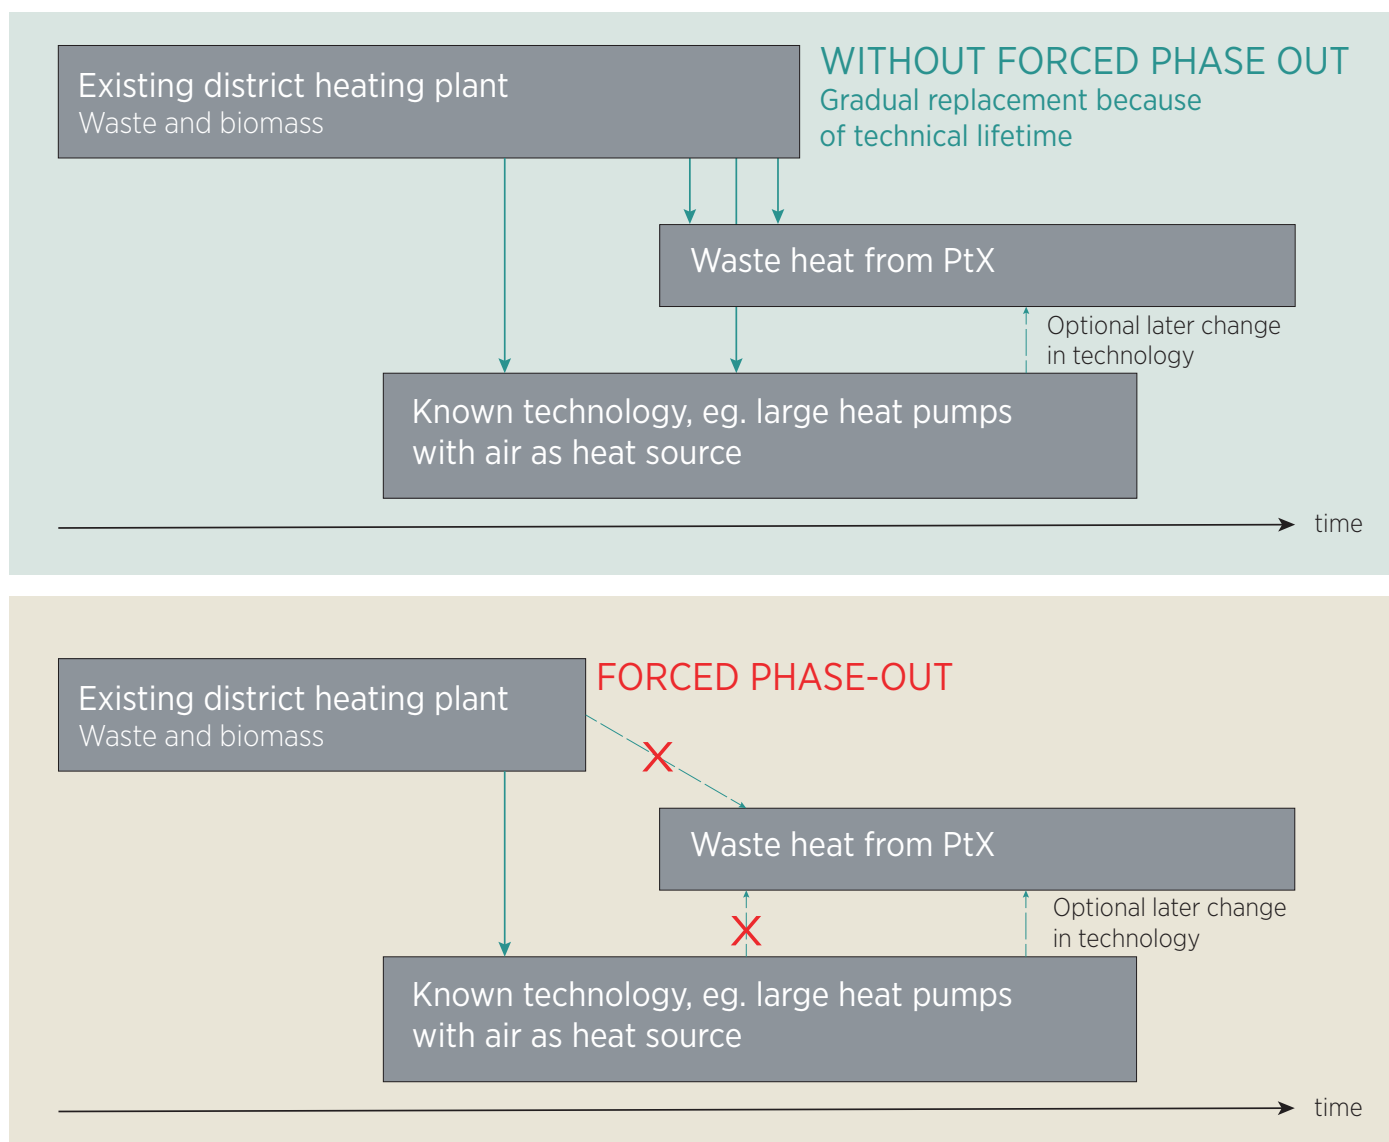 Existing district heating plant
Waste and biomass
WITHOUT FORCED PHASE OUT
Gradual replacement because
of technical lifetime
Waste heat from PtX
Optional later change
in technology
Known technology, eg. large heat pumps
with air as heat source
time
Existing district heating plant
Waste and biomass
FORCED PHASE-OUT
X
Waste heat from PtX
X
Optional later change
in technology
Known technology, eg. large heat pumps
with air as heat source
time